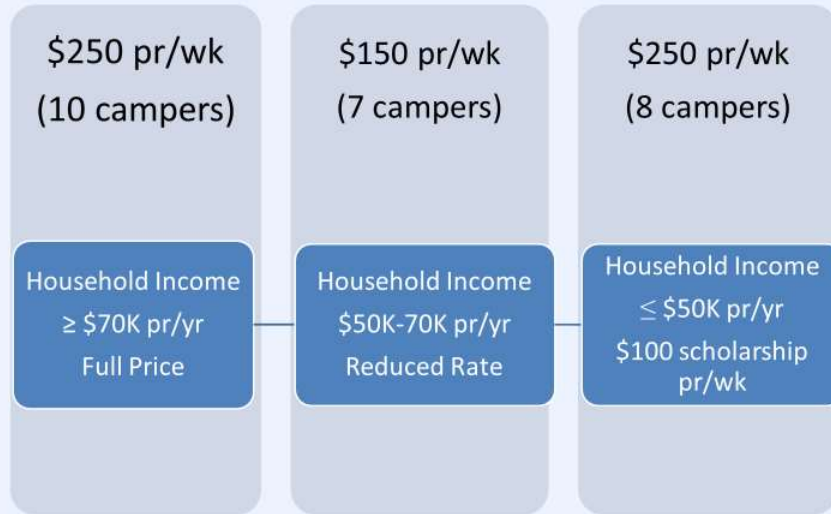 $250 pr/wk
(10 campers)
Household Income
≥ $70K pr/yr
Full Price
$150 pr/wk
(7 campers)
Household Income
$50K-70K pr/yr
Reduced Rate
$250 pr/wk
(8 campers)
Household Income
≤ $50K pr/yr
$100 scholarship
pr/wk